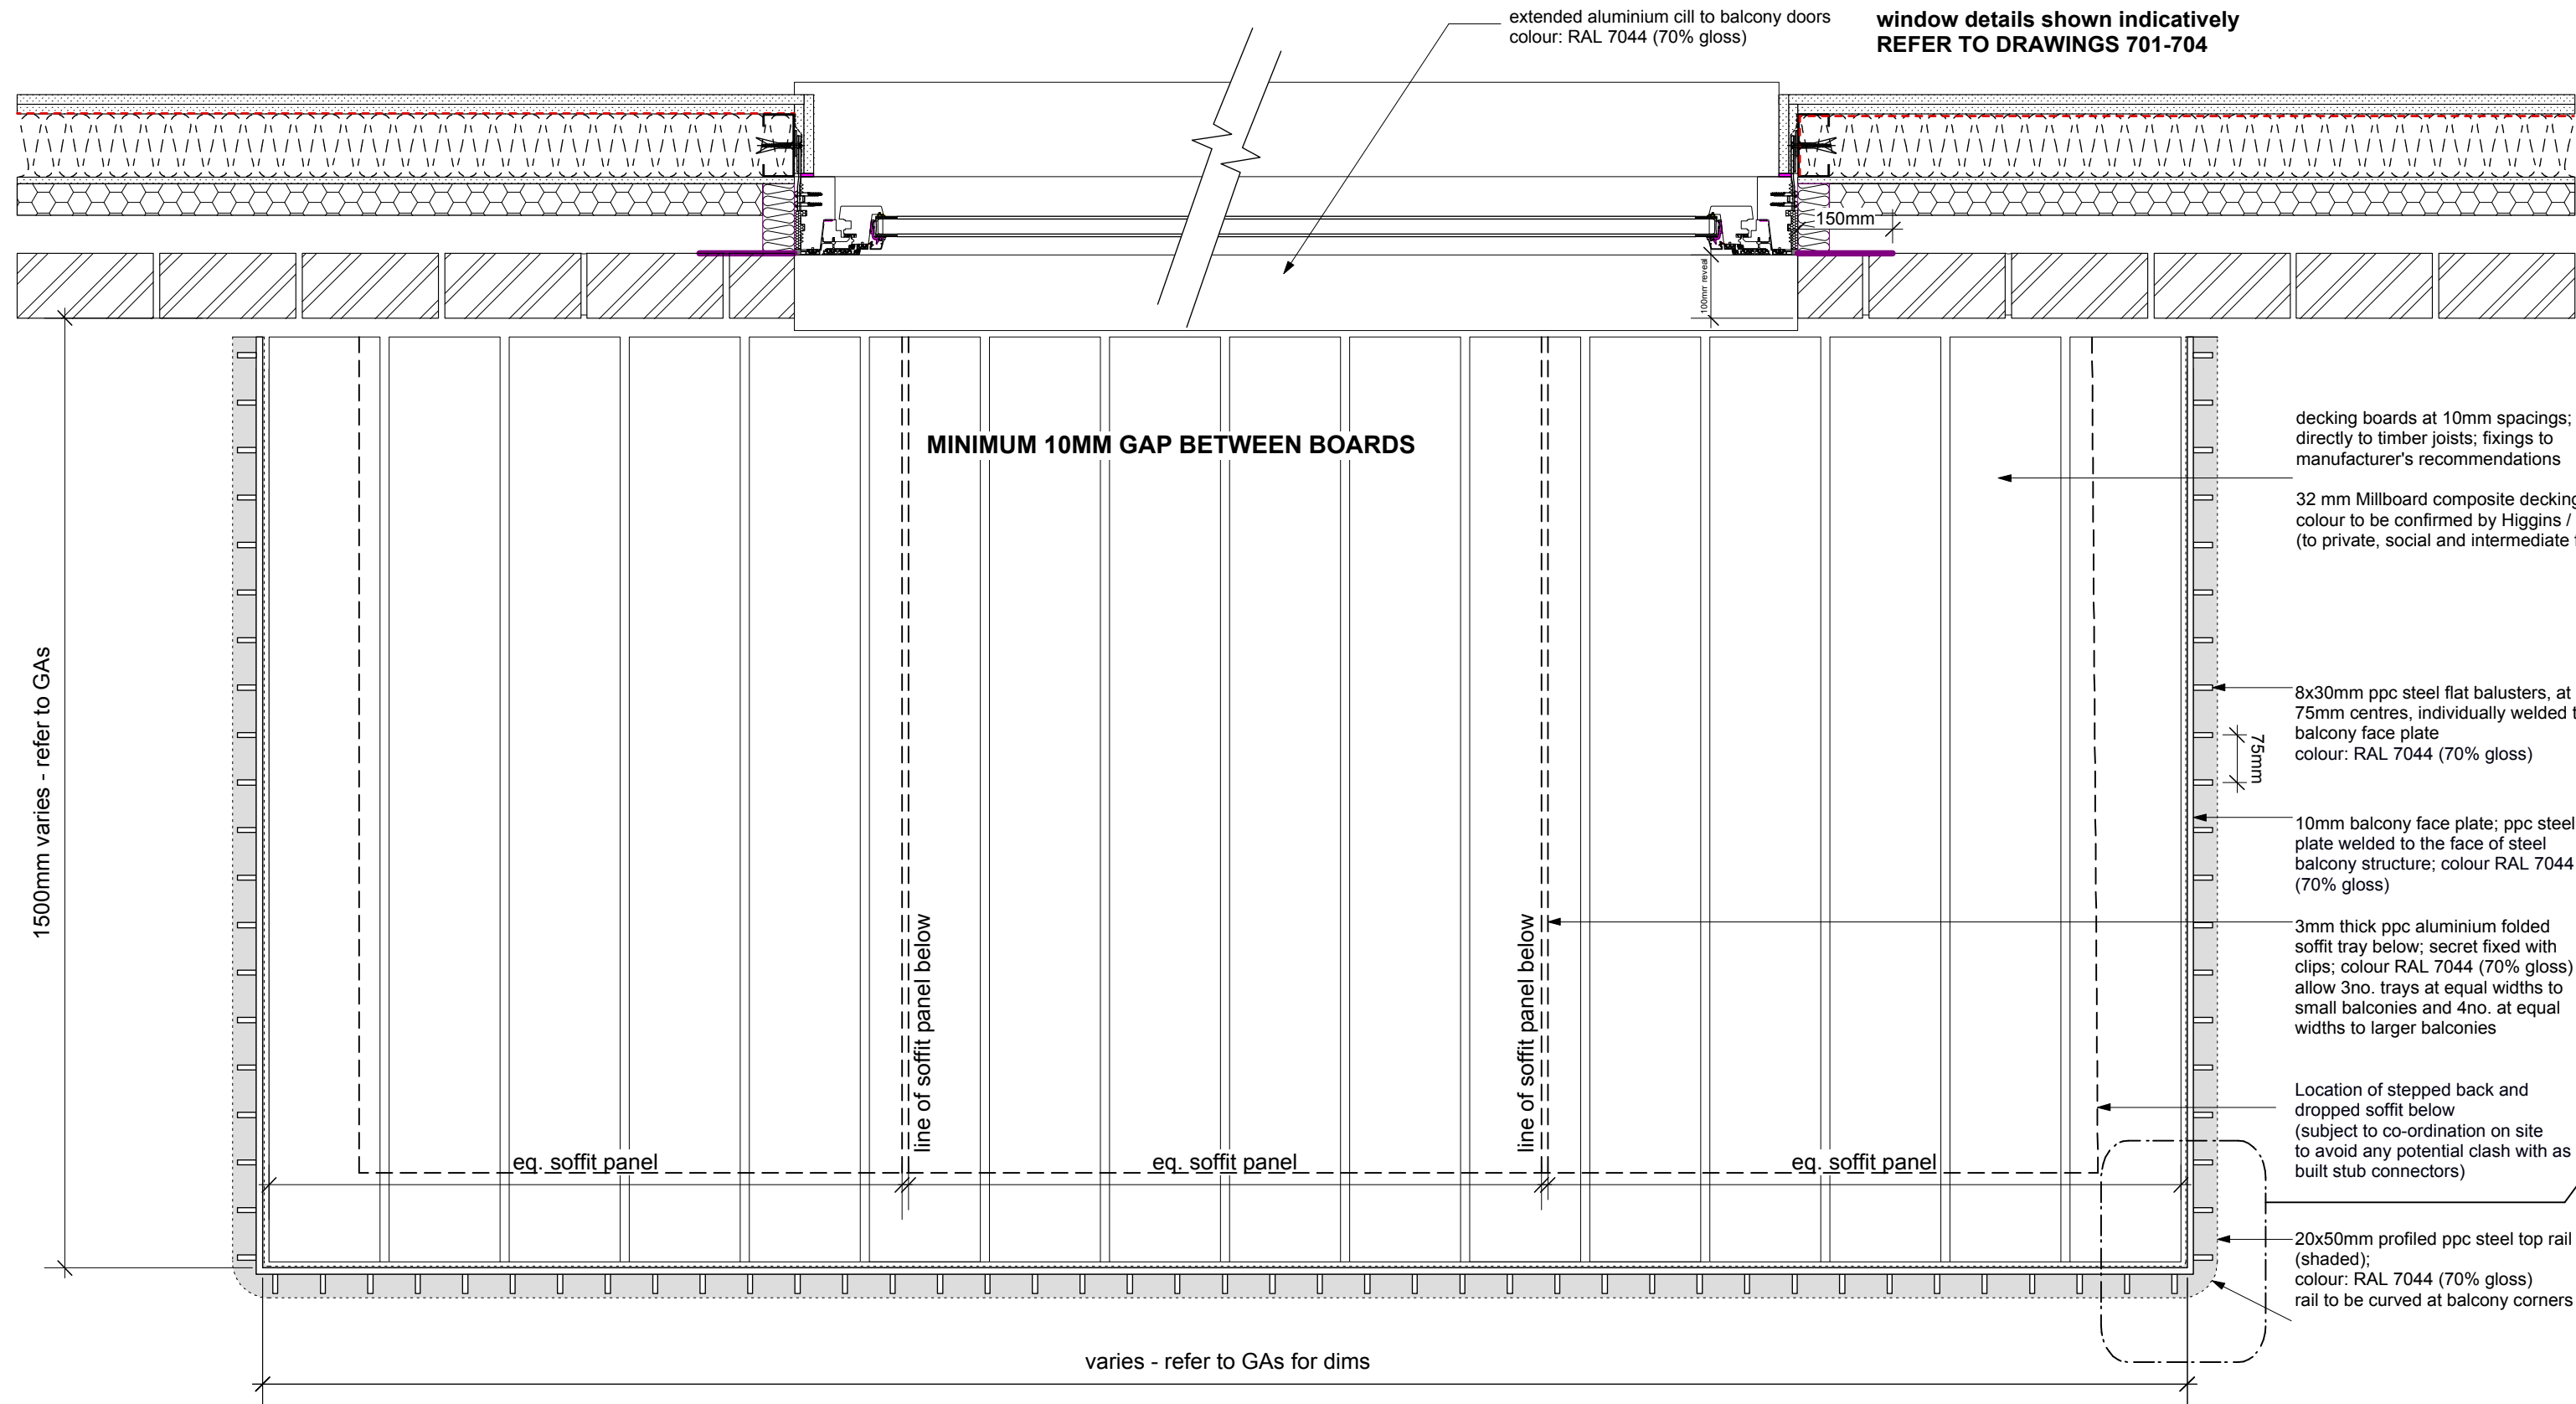 extended aluminium cill to balcony doors
colour: RAL 7044 (70% gloss)
window details shown indicatively
REFER TO DRAWINGS 701-704
150mm
100mm reveal
MINIMUM 10MM GAP BETWEEN BOARDS
decking boards at 10mm spacings;
directly to timber joists; fixings to
manufacturer's recommendations
32 mm Millboard composite decking
colour to be confirmed by Higgins /
(to private, social and intermediate
1500mm varies - refer to GAs
8x30mm ppc steel flat balusters, at
75mm centres, individually welded
balcony face plate
colour: RAL 7044 (70% gloss)
75mm
10mm balcony face plate; ppc steel
plate welded to the face of steel
balcony structure; colour RAL 7044
(70% gloss)
line of soffit panel below
line of soffit panel below
3mm thick ppc aluminium folded
soffit tray below; secret fixed with
clips; colour RAL 7044 (70% gloss)
allow 3no. trays at equal widths to
small balconies and 4no. at equal
widths to larger balconies
Location of stepped back and
dropped soffit below
(subject to co-ordination on site
to avoid any potential clash with as
built stub connectors)
eq. soffit panel
eq. soffit panel
eq. soffit panel
20x50mm profiled ppc steel top rail
(shaded);
colour: RAL 7044 (70% gloss)
rail to be curved at balcony corners
varies - refer to GAs for dims